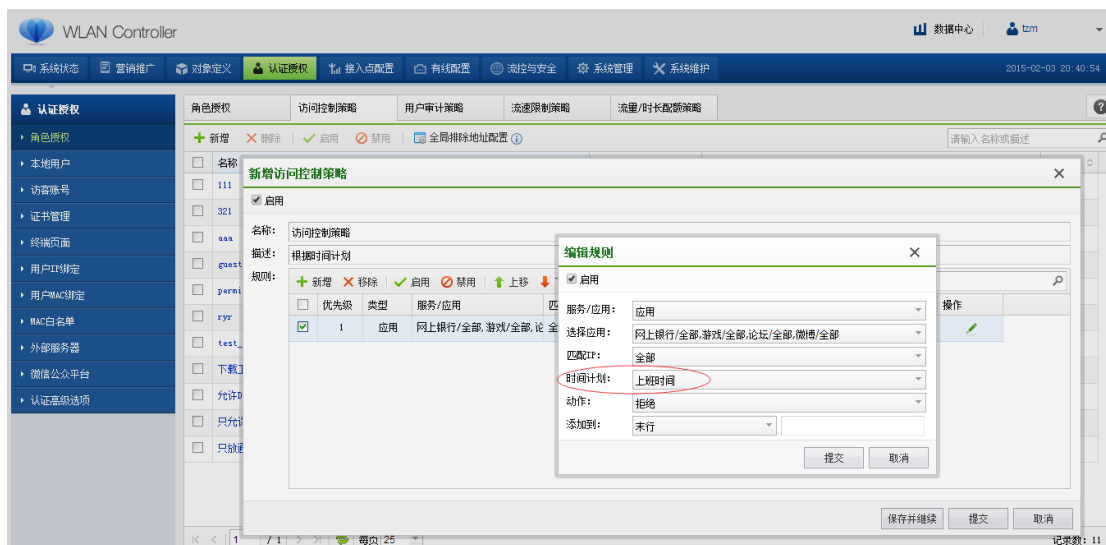 WLAN Controller 数据中心 tzm
系统状态 营销推广 对象定义 认证授权 接入点配置 有线配置 流控与安全 系统管理 系统维护 2015-02-03 20:40:54
认证授权
角色授权
本地用户
访客账号
证书管理
终端页面
用户IP绑定
用户MAC绑定
MAC白名单
外部服务器
微信公众平台
认证高级选项
角色授权 访问控制策略 用户审计策略 流速限制策略 流量/时长配额策略
新增 删除 启用 禁用 全局排除地址配置 请输入名称或描述
名称
111
321
aaa
guest
permi
ryr
test_
下载
允许D
只允许
只放通
新增访问控制策略
启用
名称: 访问控制策略
描述: 根据时间计划
规则: 新增 移除 启用 禁用 上移
优先级 类型 服务/应用 匹 操作
1 应用 网上银行/全部,游戏/全部,论 全
编辑规则
启用
服务/应用: 应用
选择应用: 网上银行/全部,游戏/全部,论坛/全部,微博/全部
匹配IP: 全部
时间计划: 上班时间
动作: 拒绝
添加到: 末行
提交 取消
保存并继续 提交 取消
1 / 1 每页 25 记录数: 11